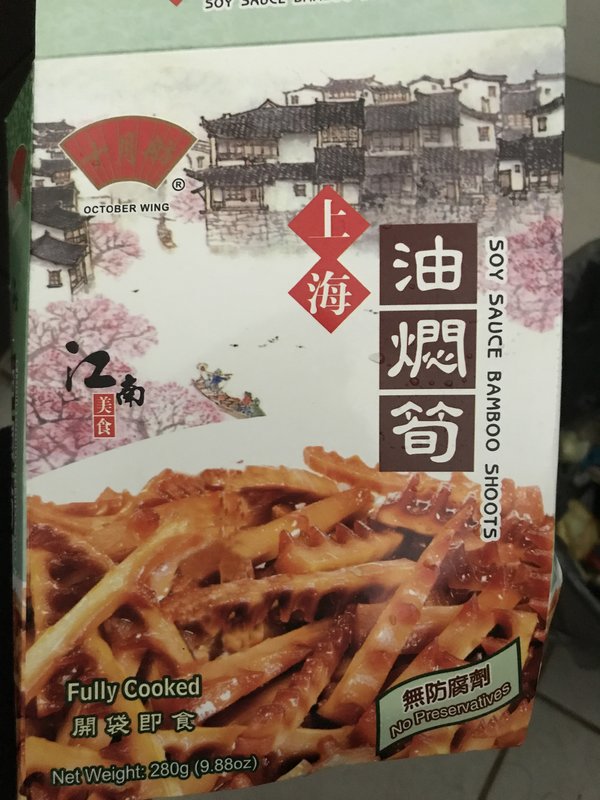 SOY SAUCE BAMBOO
十月舫
®
OCTOBER WING
上海
油燜筍
SOY SAUCE BAMBOO SHOOTS
江南
美食
Fully Cooked
開袋即食
無防腐劑
No Preservatives
Net Weight: 280g (9.88oz)